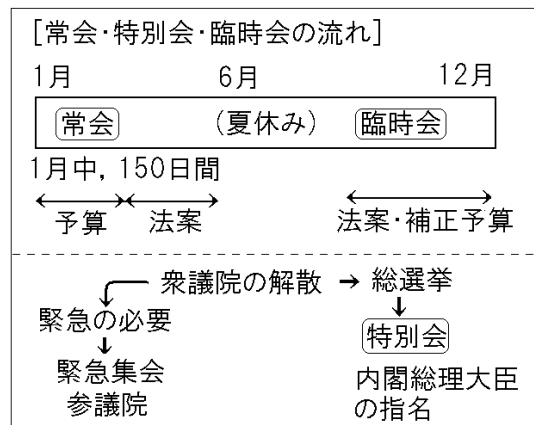 [常会・特別会・臨時会の流れ]
1月 6月 12月
常会 (夏休み) 臨時会
1月中，150日間
予算 法案 法案・補正予算
衆議院の解散 → 総選挙
緊急の必要 特別会
緊急集会 内閣総理大臣
参議院 の指名